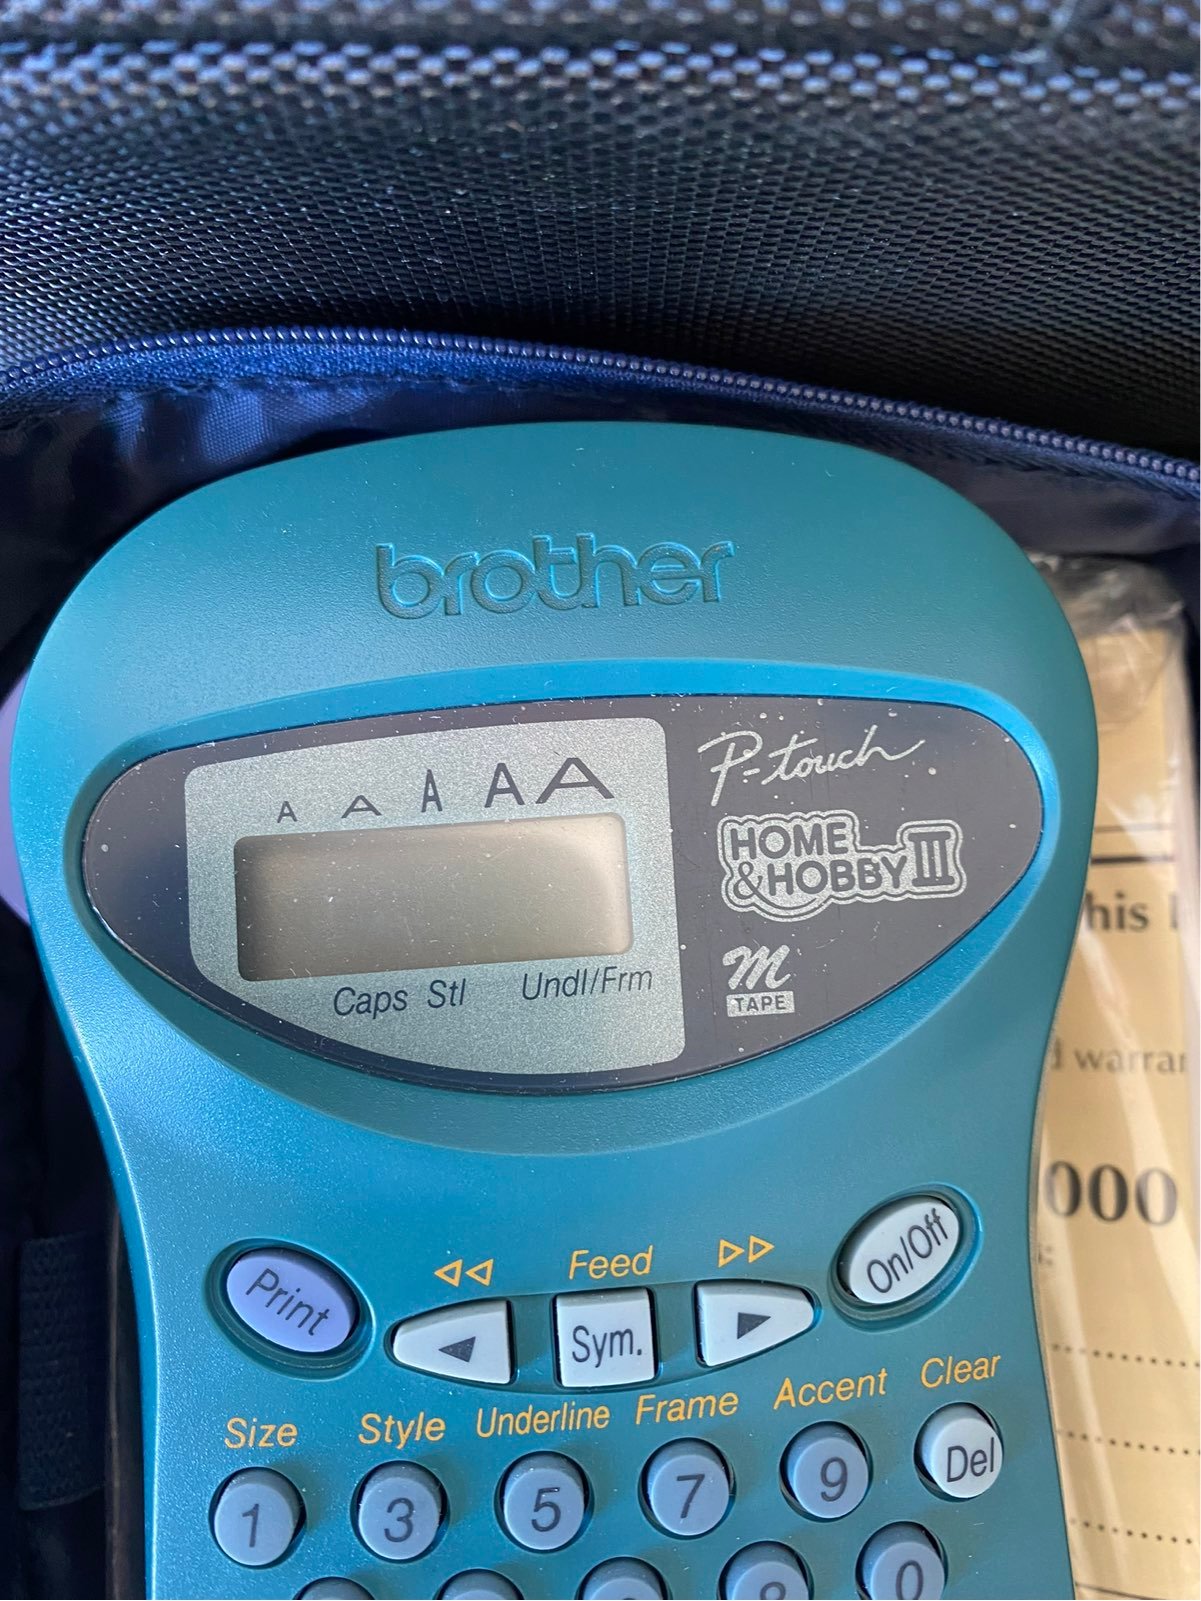 brother
P-touch
HOME
& HOBBY III
M
TAPE
A A A A A
Caps Stl Undl/Frm
his
warran
000
Print
Feed
Sym.
On/Off
Size Style Underline Frame Accent Clear
1 3 5 7 9 Del
8 0